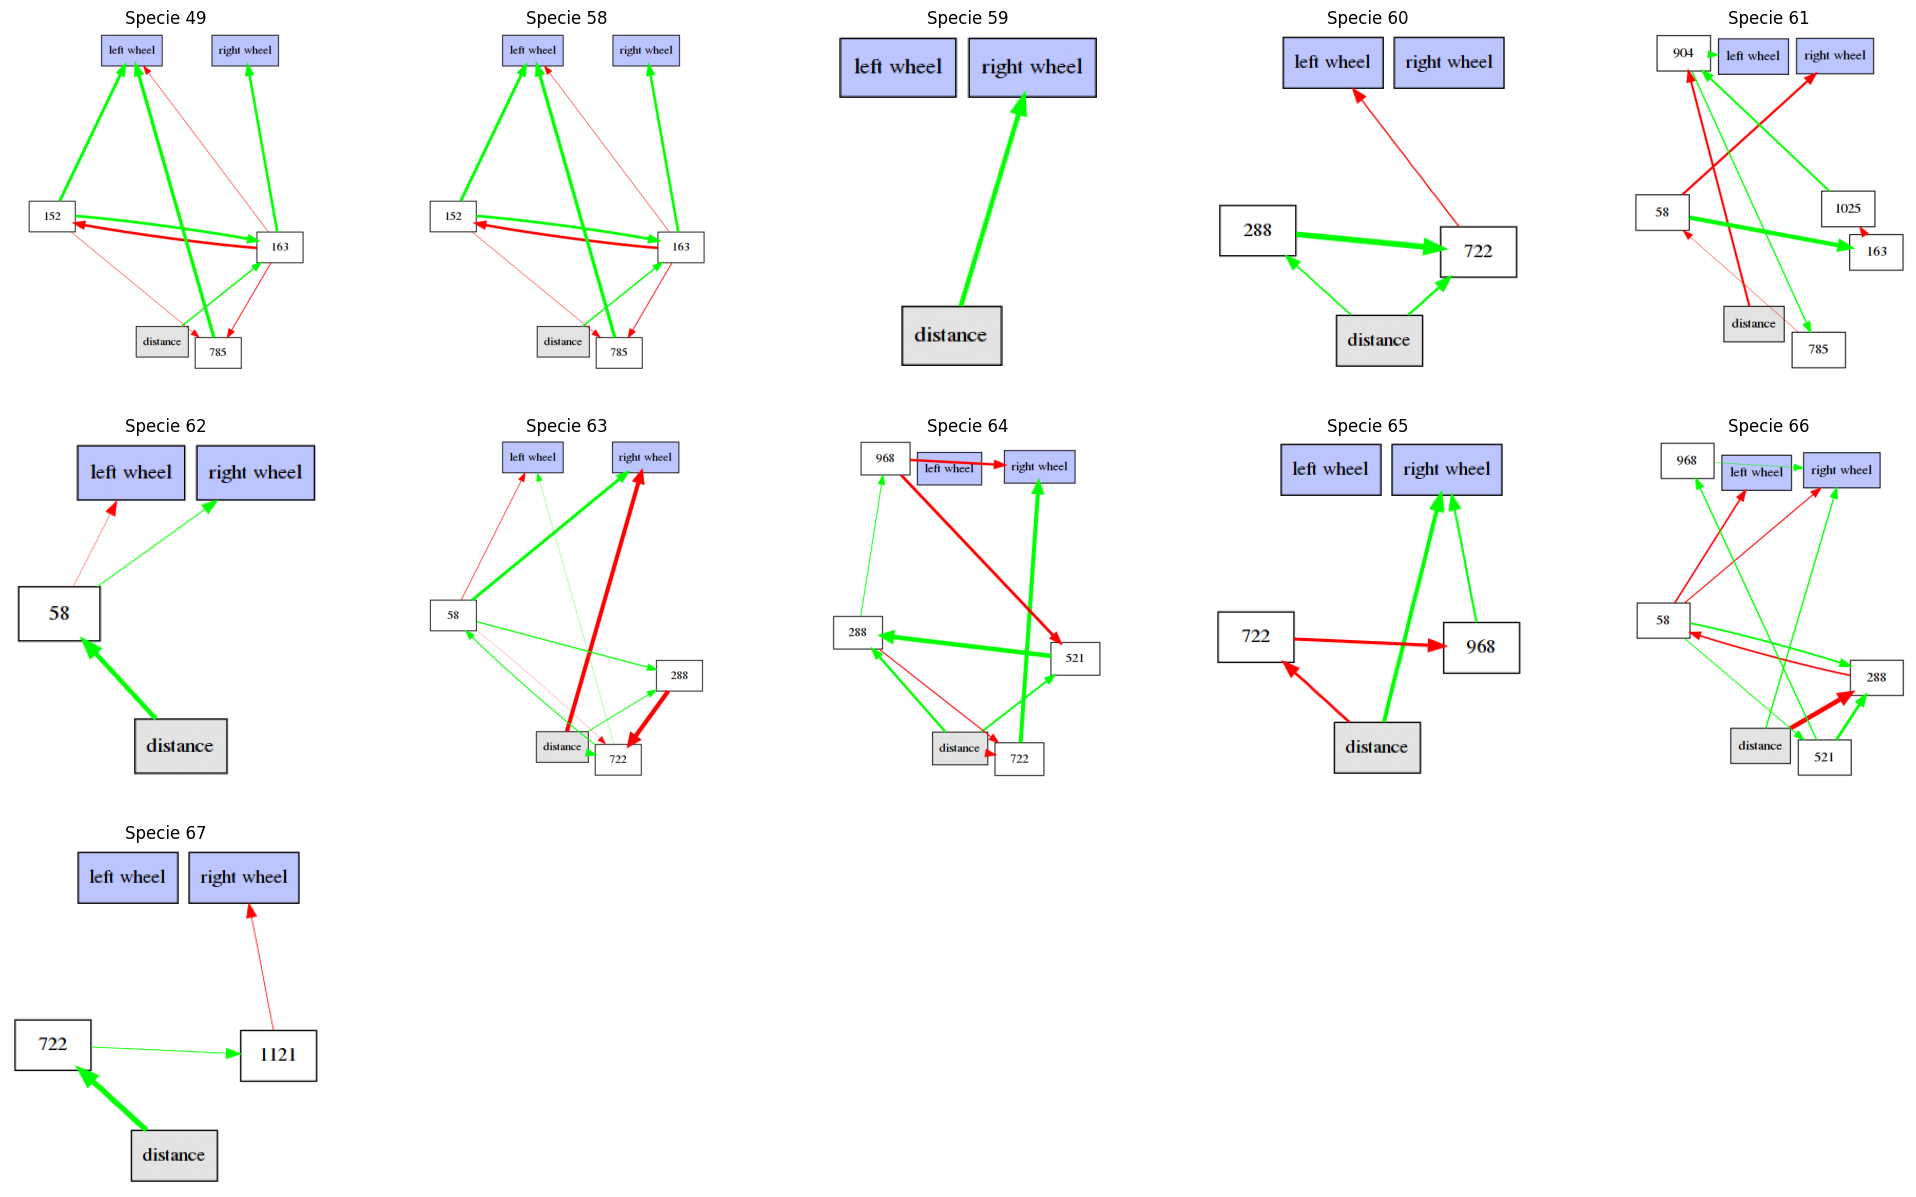 Specie 49
left wheel
right wheel
152
163
distance
785
Specie 58
left wheel
right wheel
152
163
distance
785
Specie 59
left wheel
right wheel
distance
Specie 60
left wheel
right wheel
288
722
distance
Specie 61
904
left wheel
right wheel
58
1025
163
distance
785
Specie 62
left wheel
right wheel
58
distance
Specie 63
left wheel
right wheel
58
288
distance
722
Specie 64
968
left wheel
right wheel
288
521
distance
722
Specie 65
left wheel
right wheel
722
968
distance
Specie 66
968
left wheel
right wheel
58
288
distance
521
Specie 67
left wheel
right wheel
722
1121
distance